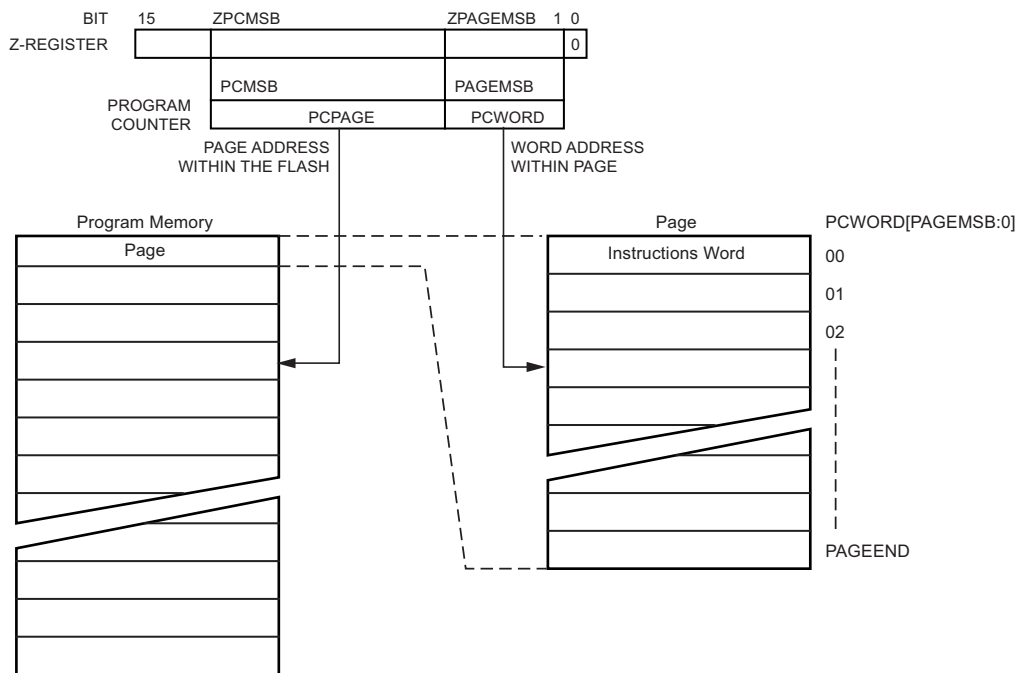 BIT 15 ZPCMSB ZPAGEMSB 1 0
Z-REGISTER 0
PCMSB PAGEMSB
PROGRAM
COUNTER
PCPAGE PCWORD
PAGE ADDRESS
WITHIN THE FLASH
WORD ADDRESS
WITHIN PAGE
Program Memory
Page
Page PCWORD[PAGEMSB:0]
Instructions Word 00
01
02
PAGEEND